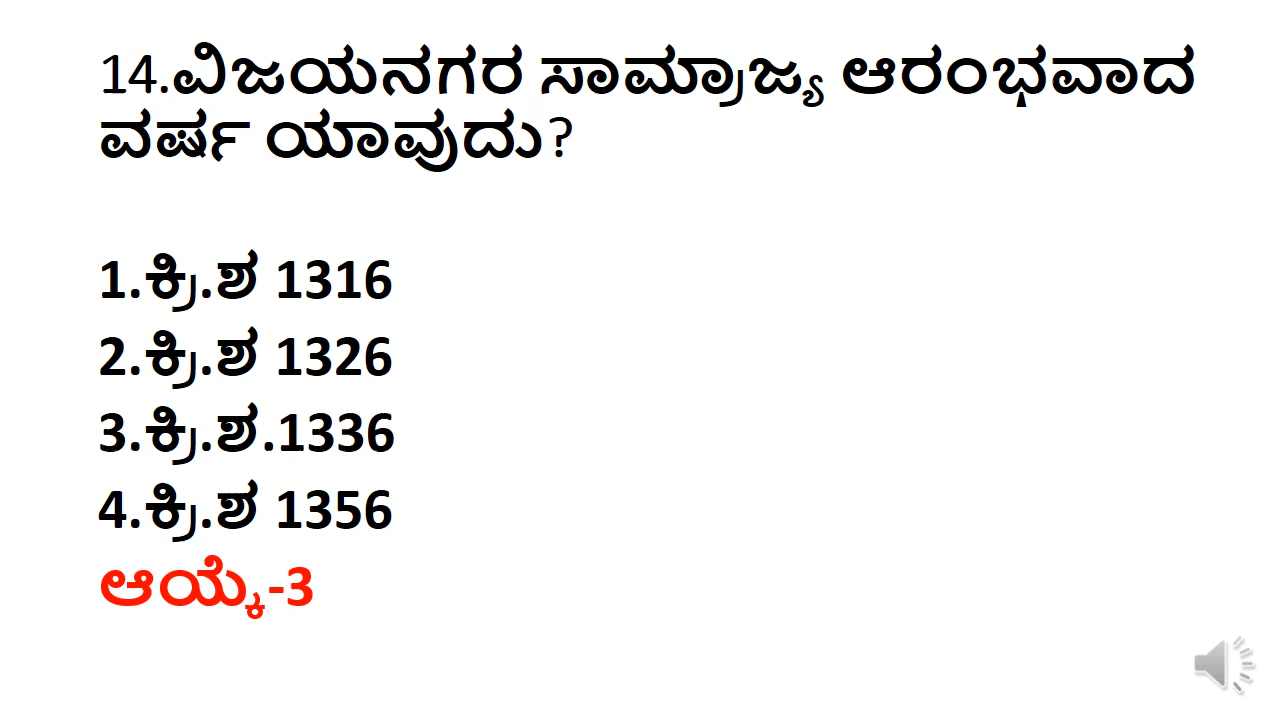 14.ವಿಜಯನಗರ ಸಾಮ್ರಾಜ್ಯ ಆರಂಭವಾದ
ವರ್ಷ ಯಾವುದು?
1.ಕ್ರಿ.ಶ 1316
2.ಕ್ರಿ.ಶ 1326
3.ಕ್ರಿ.ಶ.1336
4.ಕ್ರಿ.ಶ 1356
ಆಯ್ಕೆ-3